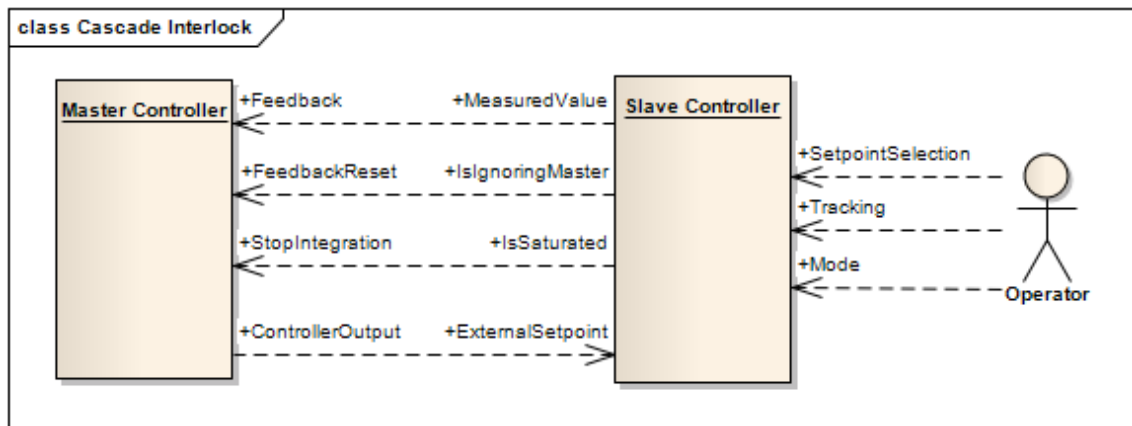 class Cascade Interlock
Master Controller
Slave Controller
+Feedback +MeasuredValue
+FeedbackReset +IsIgnoringMaster
+StopIntegration +IsSaturated
+ControllerOutput +ExternalSetpoint
+SetpointSelection
+Tracking
+Mode
Operator